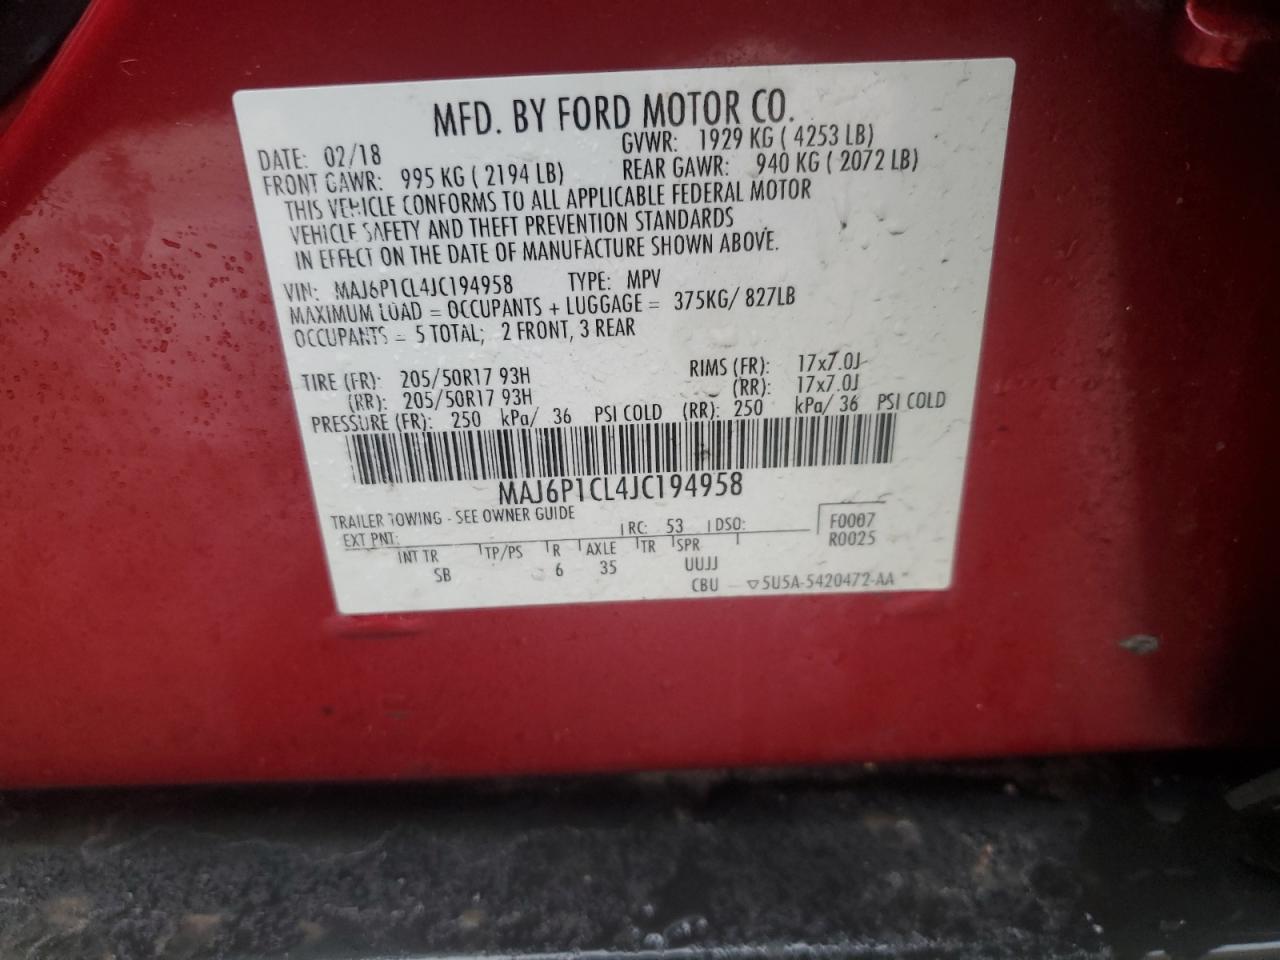 MFD. BY FORD MOTOR CO.
DATE: 02/18 GVWR: 1929 KG ( 4253 LB)
FRONT GAWR: 995 KG ( 2194 LB) REAR GAWR: 940 KG ( 2072 LB)
THIS VEHICLE CONFORMS TO ALL APPLICABLE FEDERAL MOTOR
VEHICLE SAFETY AND THEFT PREVENTION STANDARDS
IN EFFECT ON THE DATE OF MANUFACTURE SHOWN ABOVE.
VIN: MAJ6P1CL4JC194958 TYPE: MPV
MAXIMUM LOAD = OCCUPANTS + LUGGAGE = 375KG/ 827LB
OCCUPANTS = 5 TOTAL; 2 FRONT, 3 REAR
TIRE (FR): 205/50R17 93H RIMS (FR): 17x7.0J
(RR): 205/50R17 93H (RR): 17x7.0J
PRESSURE (FR): 250 kPa/ 36 PSI COLD (RR): 250 kPa/ 36 PSI COLD
MAJ6P1CL4JC194958
TRAILER TOWING - SEE OWNER GUIDE
EXT PNT: RC: 53 DSO: F0007
R0025
INT TR TP/PS R AXLE TR SPR
SB 6 35 UUJJ
CBU ▽5U5A-5420472-AA